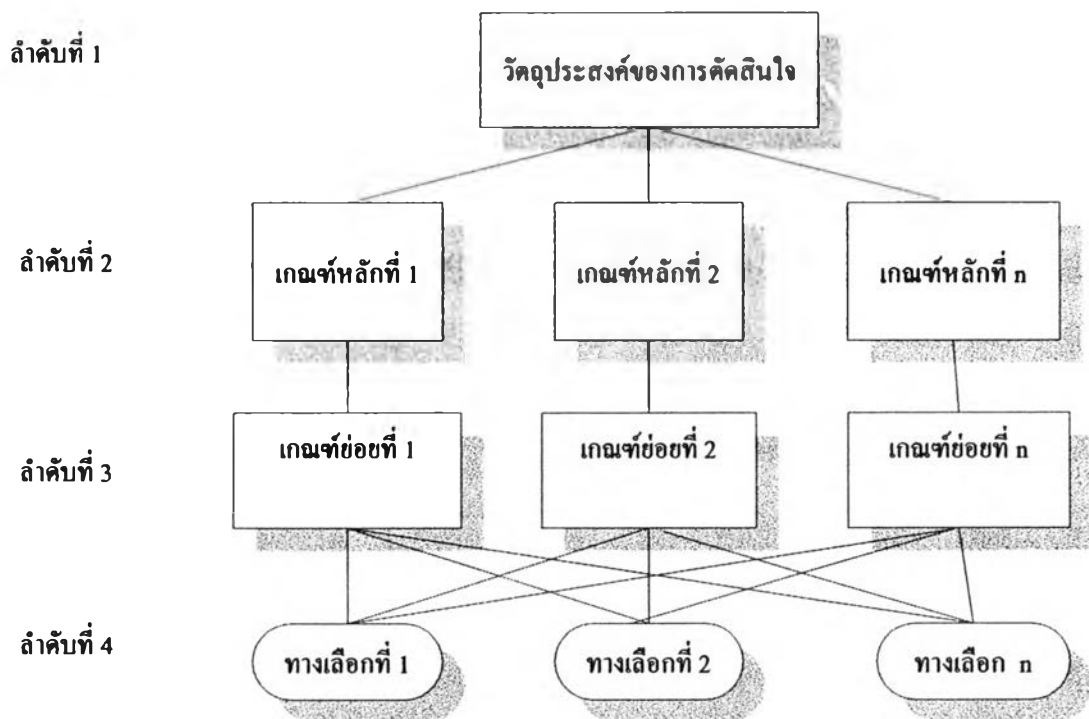 ลำดับที่ 1
วัตถุประสงค์ของการตัดสินใจ
ลำดับที่ 2
เกณฑ์หลักที่ 1
เกณฑ์หลักที่ 2
เกณฑ์หลักที่ n
ลำดับที่ 3
เกณฑ์ย่อยที่ 1
เกณฑ์ย่อยที่ 2
เกณฑ์ย่อยที่ n
ลำดับที่ 4
ทางเลือกที่ 1
ทางเลือกที่ 2
ทางเลือก n